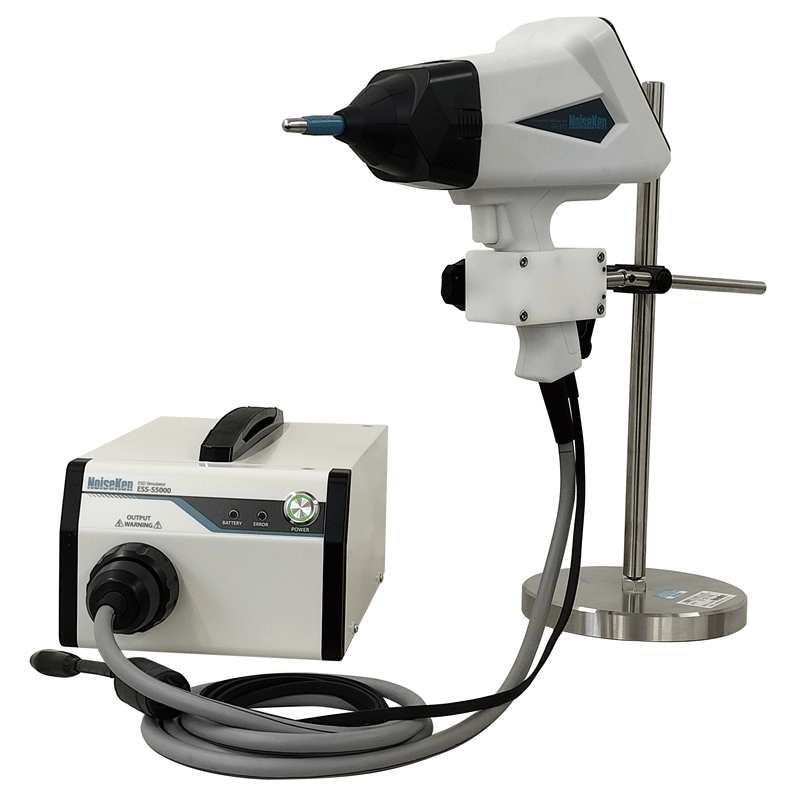 NoiseKen
NoiseKen
ESD Simulator
ESS-S5000
OUTPUT
WARNING
BATTERY
ERROR
POWER